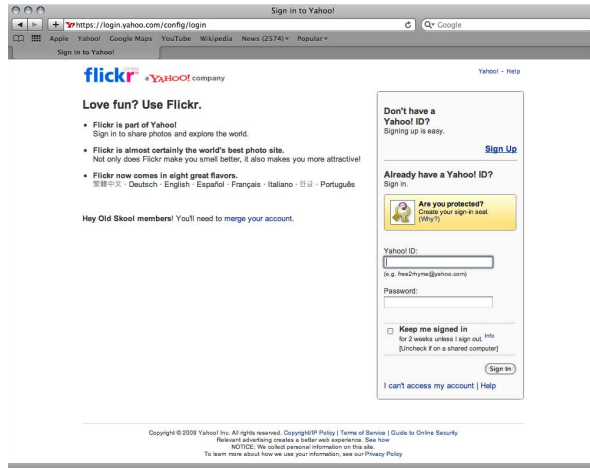 Sign in to Yahoo!
https://login.yahoo.com/config/login
Google
Apple Yahoo! Google Maps YouTube Wikipedia News (2574) Popular
Sign in to Yahoo!
flickr a YAHOO! company
Yahoo! - Help
Love fun? Use Flickr.
Flickr is part of Yahoo!
Sign in to share photos and explore the world.
Flickr is almost certainly the world's best photo site.
Not only does Flickr make you smell better, it also makes you more attractive!
Flickr now comes in eight great flavors.
繁體中文 · Deutsch · English · Español · Français · Italiano · 한글 · Português
Hey Old Skool members! You'll need to merge your account.
Don't have a
Yahoo! ID?
Signing up is easy.
Sign Up
Already have a Yahoo! ID?
Sign in.
Are you protected?
Create your sign-in seal.
(Why?)
Yahoo! ID:
(e.g. free2rhyme@yahoo.com)
Password:
Keep me signed in
for 2 weeks unless I sign out. Info
[Uncheck if on a shared computer]
Sign In
I can't access my account | Help
Copyright © 2009 Yahoo! Inc. All rights reserved. Copyright/IP Policy | Terms of Service | Guide to Online Security
Relevant advertising creates a better web experience. See how
NOTICE: We collect personal information on this site.
To learn more about how we use your information, see our Privacy Policy